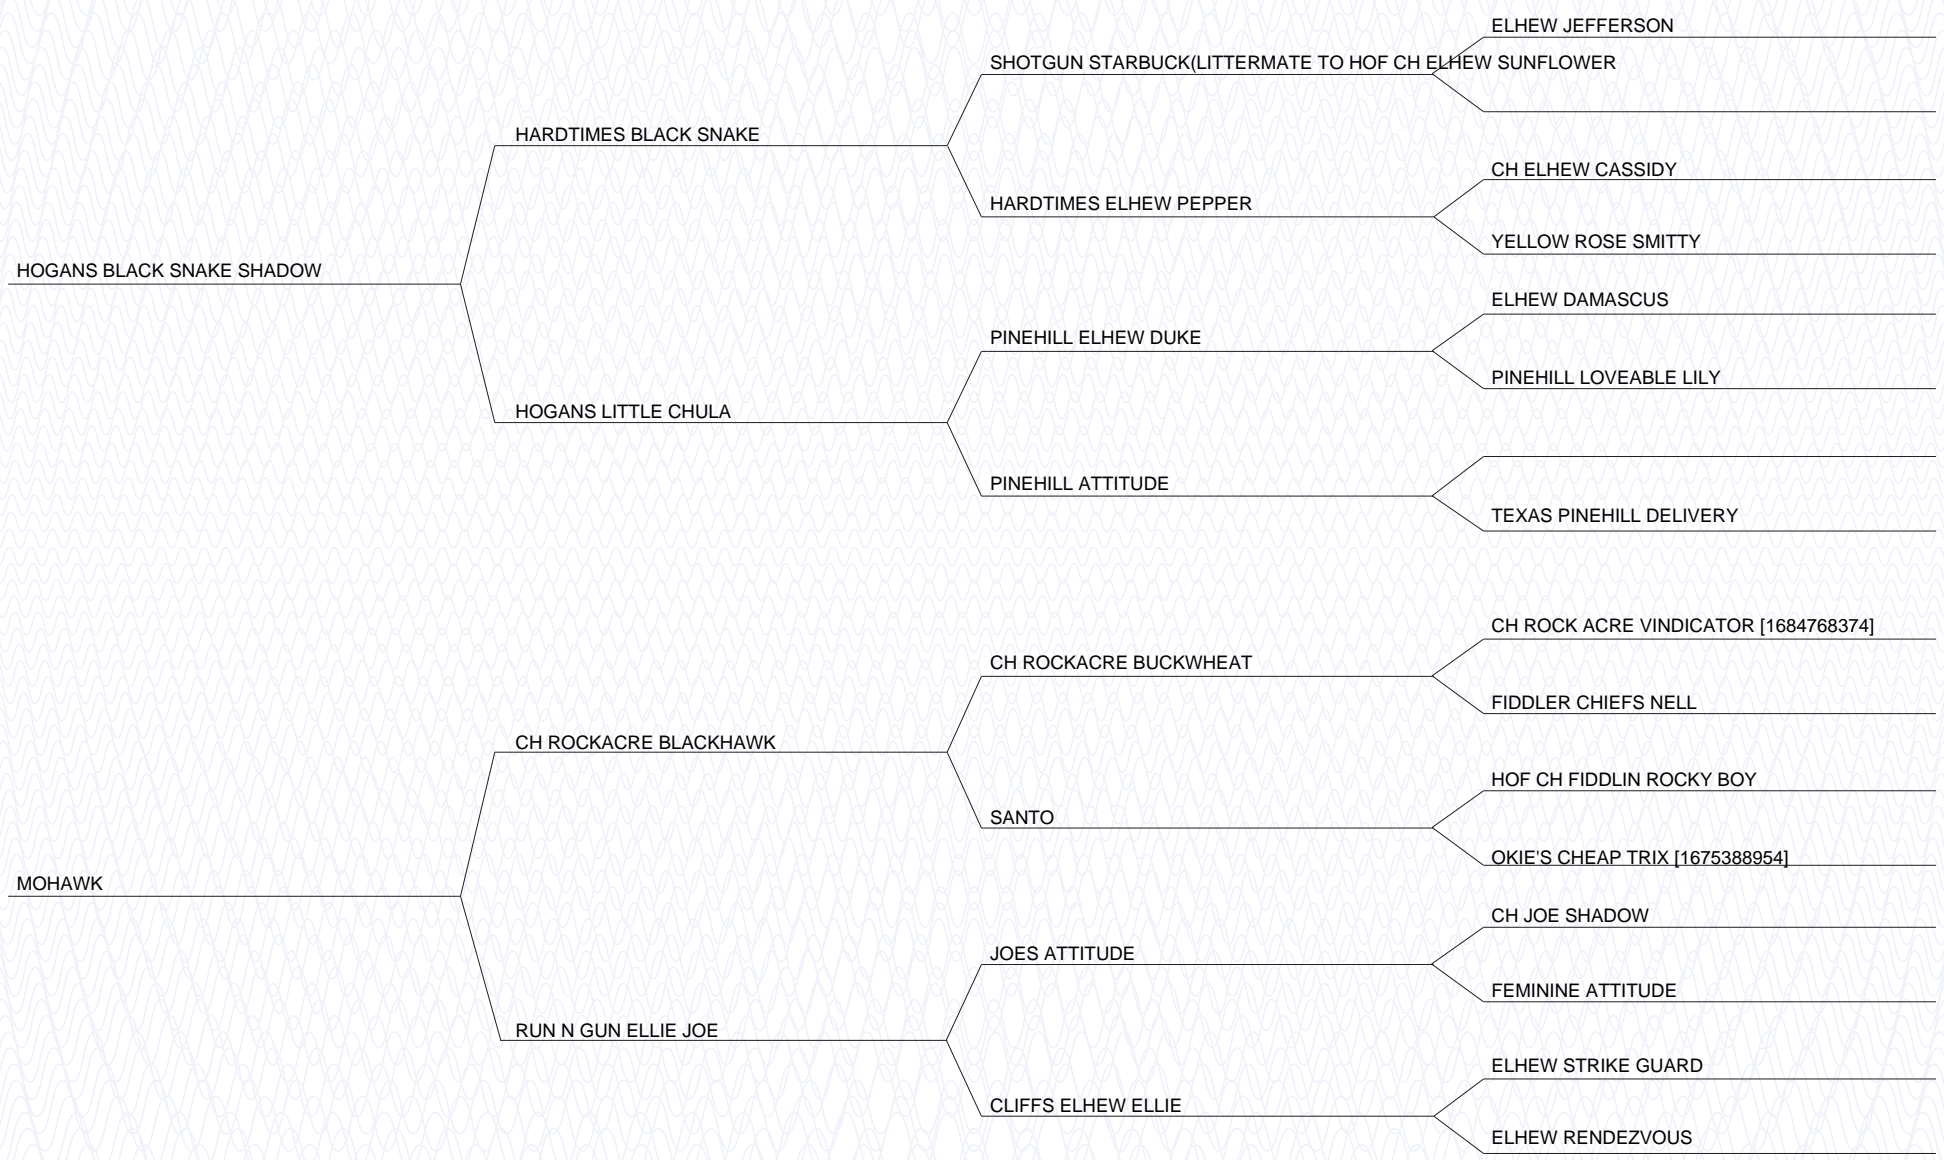 ELHEW JEFFERSON
SHOTGUN STARBUCK(LITTERMATE TO HOF CH ELHEW SUNFLOWER
HARDTIMES BLACK SNAKE
CH ELHEW CASSIDY
HARDTIMES ELHEW PEPPER
YELLOW ROSE SMITTY
HOGANS BLACK SNAKE SHADOW
ELHEW DAMASCUS
PINEHILL ELHEW DUKE
PINEHILL LOVEABLE LILY
HOGANS LITTLE CHULA
PINEHILL ATTITUDE
TEXAS PINEHILL DELIVERY
CH ROCK ACRE VINDICATOR [1684768374]
CH ROCKACRE BUCKWHEAT
FIDDLER CHIEFS NELL
CH ROCKACRE BLACKHAWK
HOF CH FIDDLIN ROCKY BOY
SANTO
OKIE'S CHEAP TRIX [1675388954]
MOHAWK
CH JOE SHADOW
JOES ATTITUDE
FEMININE ATTITUDE
RUN N GUN ELLIE JOE
ELHEW STRIKE GUARD
CLIFFS ELHEW ELLIE
ELHEW RENDEZVOUS